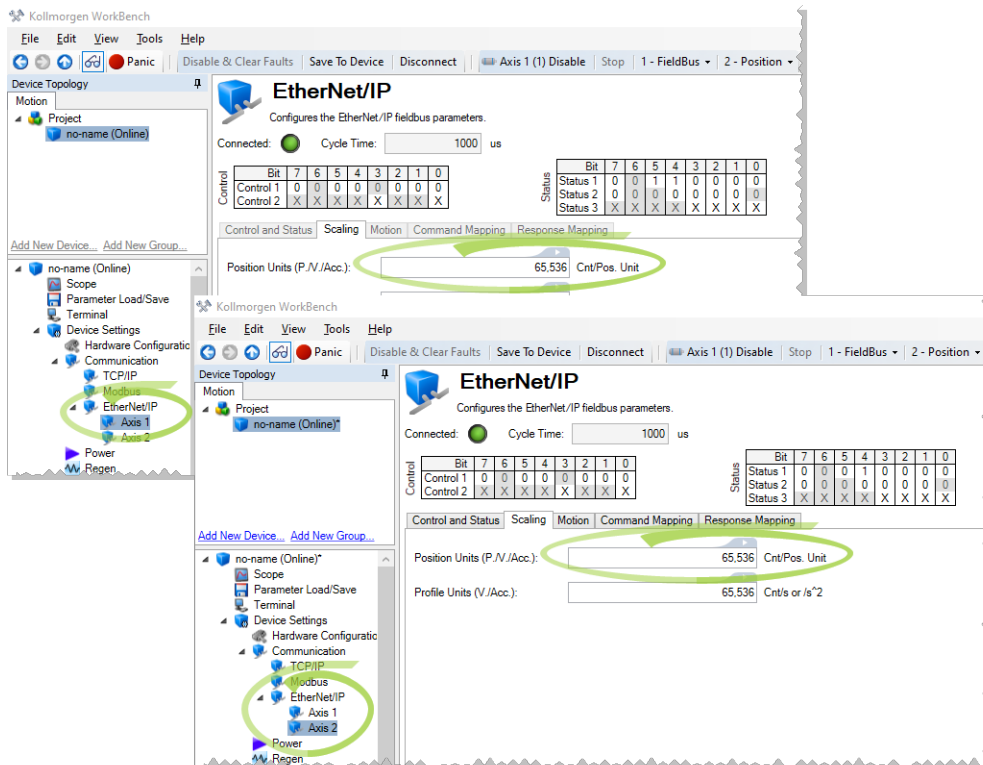 Kollmorgen WorkBench
File Edit View Tools Help
Panic Disable & Clear Faults Save To Device Disconnect Axis 1 (1) Disable Stop 1 - FieldBus 2 - Position
Device Topology
Motion
Project
no-name (Online)
Add New Device... Add New Group...
no-name (Online)
Scope
Parameter Load/Save
Terminal
Device Settings
Hardware Configuratio
Communication
TCP/IP
Modbus
EtherNet/IP
Axis 1
Axis 2
Power
Regen
EtherNet/IP
Configures the EtherNet/IP fieldbus parameters.
Connected: Cycle Time: 1000 us
Control
Bit 7 6 5 4 3 2 1 0
Control 1 0 0 0 0 0 0 0 0
Control 2 X X X X X X X X
Status
Bit 7 6 5 4 3 2 1 0
Status 1 0 0 1 1 0 0 0 0
Status 2 0 0 0 0 0 0 0 0
Status 3 X X X X X X X X
Control and Status Scaling Motion Command Mapping Response Mapping
Position Units (P./V./Acc.): 65,536 Cnt/Pos. Unit
Kollmorgen WorkBench
File Edit View Tools Help
Panic Disable & Clear Faults Save To Device Disconnect Axis 1 (1) Disable Stop 1 - FieldBus 2 - Position
Device Topology
Motion
Project
no-name (Online)*
Add New Device... Add New Group...
no-name (Online)*
Scope
Parameter Load/Save
Terminal
Device Settings
Hardware Configuratio
Communication
TCP/IP
Modbus
EtherNet/IP
Axis 1
Axis 2
Power
Regen
EtherNet/IP
Configures the EtherNet/IP fieldbus parameters.
Connected: Cycle Time: 1000 us
Control
Bit 7 6 5 4 3 2 1 0
Control 1 0 0 0 0 0 0 0 0
Control 2 X X X X X X X X
Status
Bit 7 6 5 4 3 2 1 0
Status 1 0 0 0 1 0 0 0 0
Status 2 0 0 0 0 0 0 0 0
Status 3 X X X X X X X X
Control and Status Scaling Motion Command Mapping Response Mapping
Position Units (P./V./Acc.): 65,536 Cnt/Pos. Unit
Profile Units (V./Acc.): 65,536 Cnt/s or /s^2